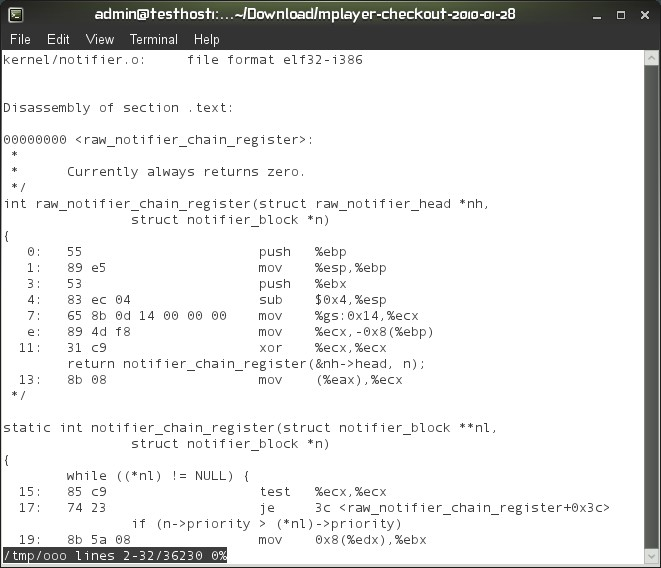 admin@testhost:...~/Download/mplayer-checkout-2010-01-28
File Edit View Terminal Help
kernel/notifier.o:     file format elf32-i386
Disassembly of section .text:
00000000 <raw_notifier_chain_register>:
 *
 *      Currently always returns zero.
 */
int raw_notifier_chain_register(struct raw_notifier_head *nh,
                struct notifier_block *n)
{
   0:   55                      push   %ebp
   1:   89 e5                   mov    %esp,%ebp
   3:   53                      push   %ebx
   4:   83 ec 04                sub    $0x4,%esp
   7:   65 8b 0d 14 00 00 00    mov    %gs:0x14,%ecx
   e:   89 4d f8                mov    %ecx,-0x8(%ebp)
  11:   31 c9                   xor    %ecx,%ecx
        return notifier_chain_register(&nh->head, n);
  13:   8b 08                   mov    (%eax),%ecx
 */
static int notifier_chain_register(struct notifier_block **nl,
                struct notifier_block *n)
{
        while ((*nl) != NULL) {
  15:   85 c9                   test   %ecx,%ecx
  17:   74 23                   je     3c <raw_notifier_chain_register+0x3c>
                if (n->priority > (*nl)->priority)
  19:   8b 5a 08                mov    0x8(%edx),%ebx
/tmp/ooo lines 2-32/36230 0%